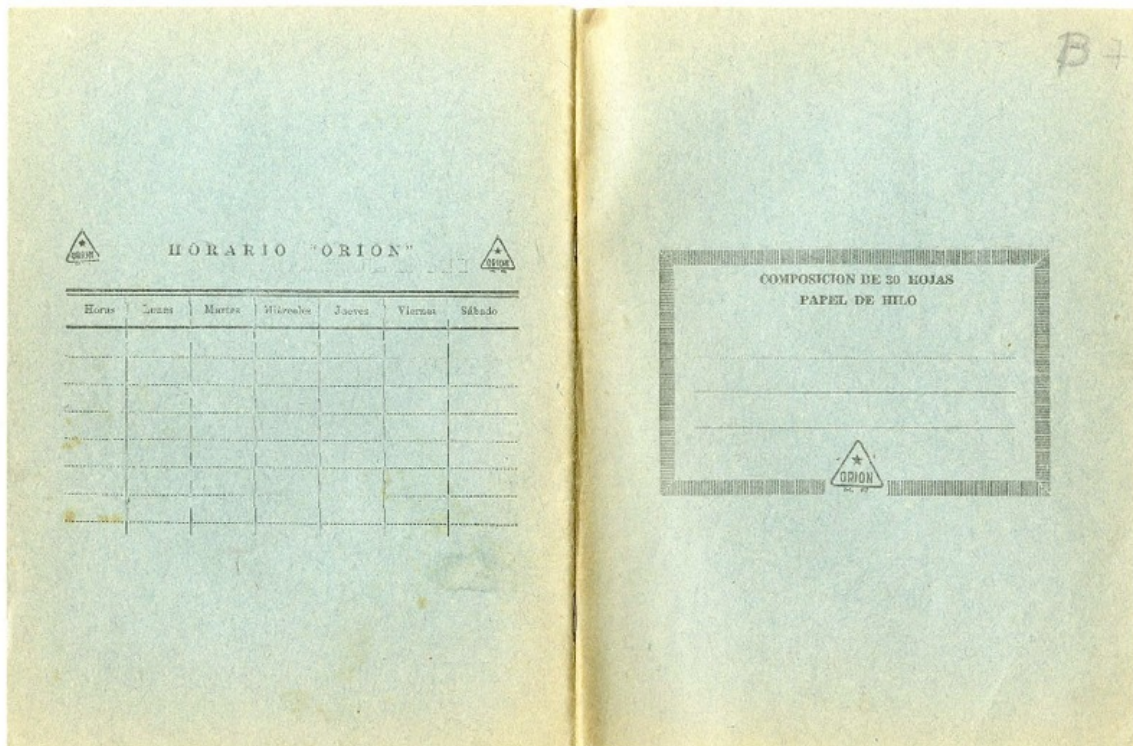 HORARIO "ORION"
ORION
ORION
Horas Lunes Martes Miércoles Jueves Viernes Sábado
B 7
COMPOSICION DE 30 HOJAS
PAPEL DE HILO
ORION